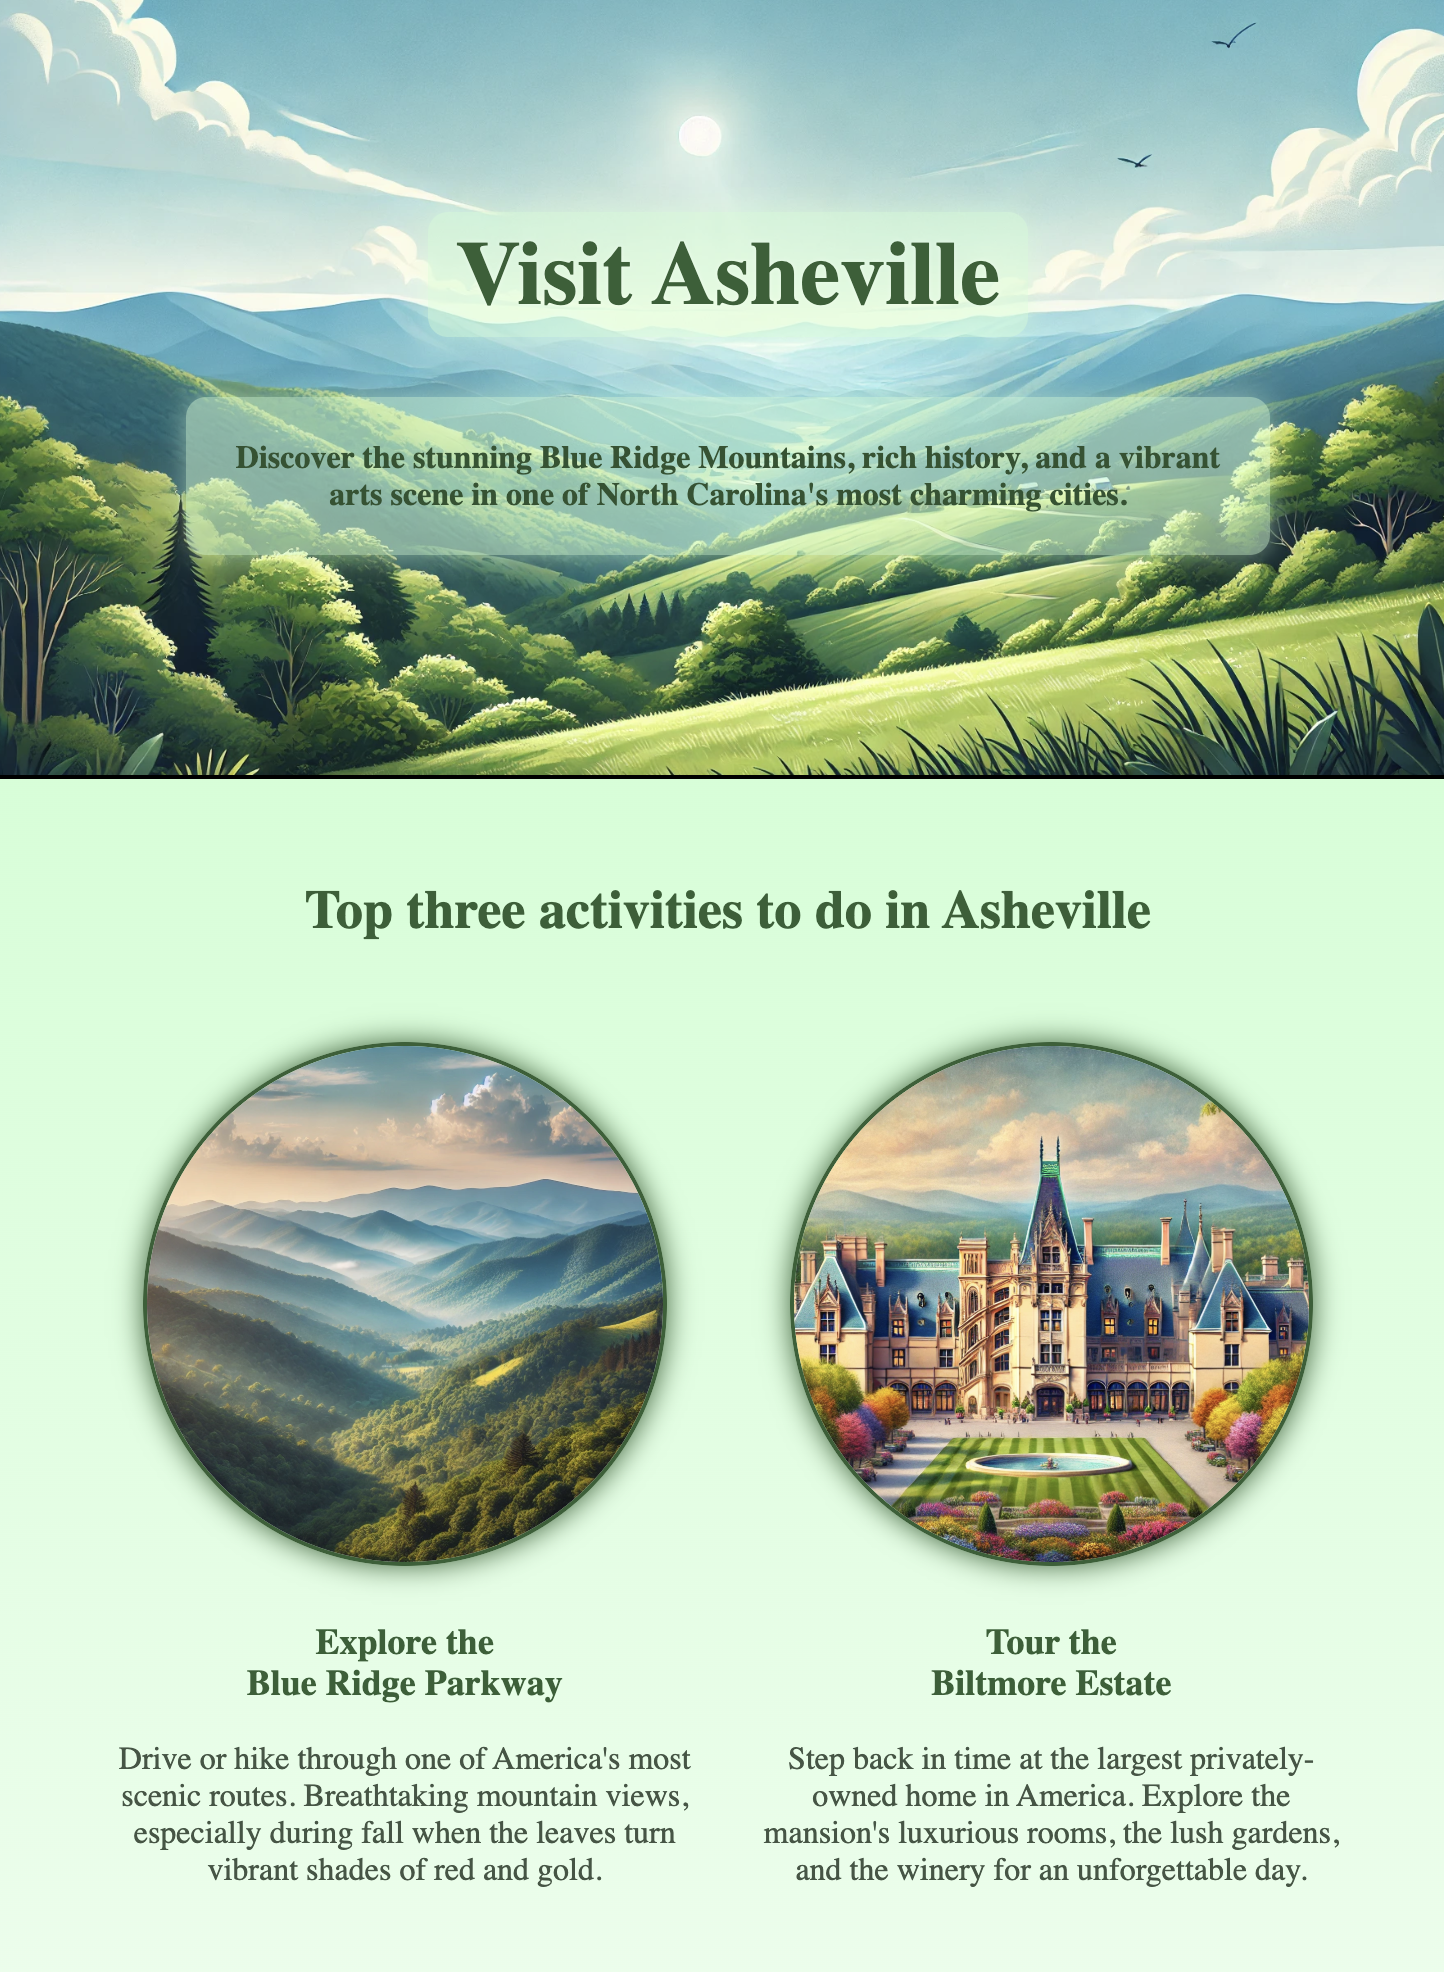 Visit Asheville
Discover the stunning Blue Ridge Mountains, rich history, and a vibrant
arts scene in one of North Carolina's most charming cities.
Top three activities to do in Asheville
Explore the
Blue Ridge Parkway
Drive or hike through one of America's most
scenic routes. Breathtaking mountain views,
especially during fall when the leaves turn
vibrant shades of red and gold.
Tour the
Biltmore Estate
Step back in time at the largest privately-
owned home in America. Explore the
mansion's luxurious rooms, the lush gardens,
and the winery for an unforgettable day.